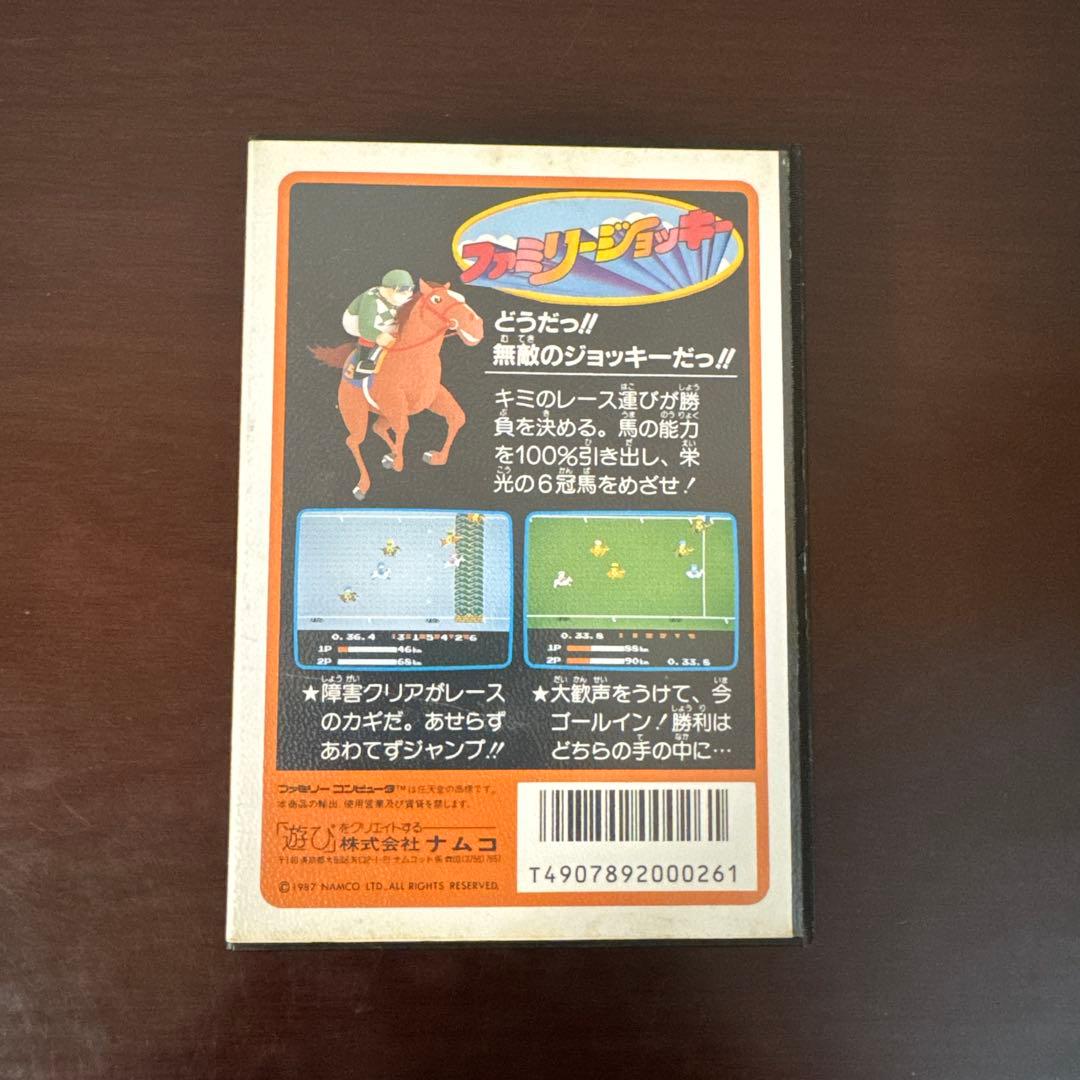 ファミリージョッキー
どうだっ!!
無敵のジョッキーだっ!!
キミのレース運びが勝
負を決める。馬の能力
を100%引き出し、栄
光の6冠馬をめざせ!
0.36.4 3 1 5 4 2 6
1P 46km
2P 68km
0.33.8
1P 88km
2P 90km 0.33.8
★障害クリアがレース
のカギだ。あせらず
あわてずジャンプ!!
★大歓声をうけて、今
ゴールイン!勝利は
どちらの手の中に…
ファミリーコンピュータ™は任天堂の商標です。
本商品の輸出、使用営業及び賃貸を禁じます。
「遊び」をクリエイトする
株式会社ナムコ
©1987 NAMCO LTD., ALL RIGHTS RESERVED.
T4907892000261